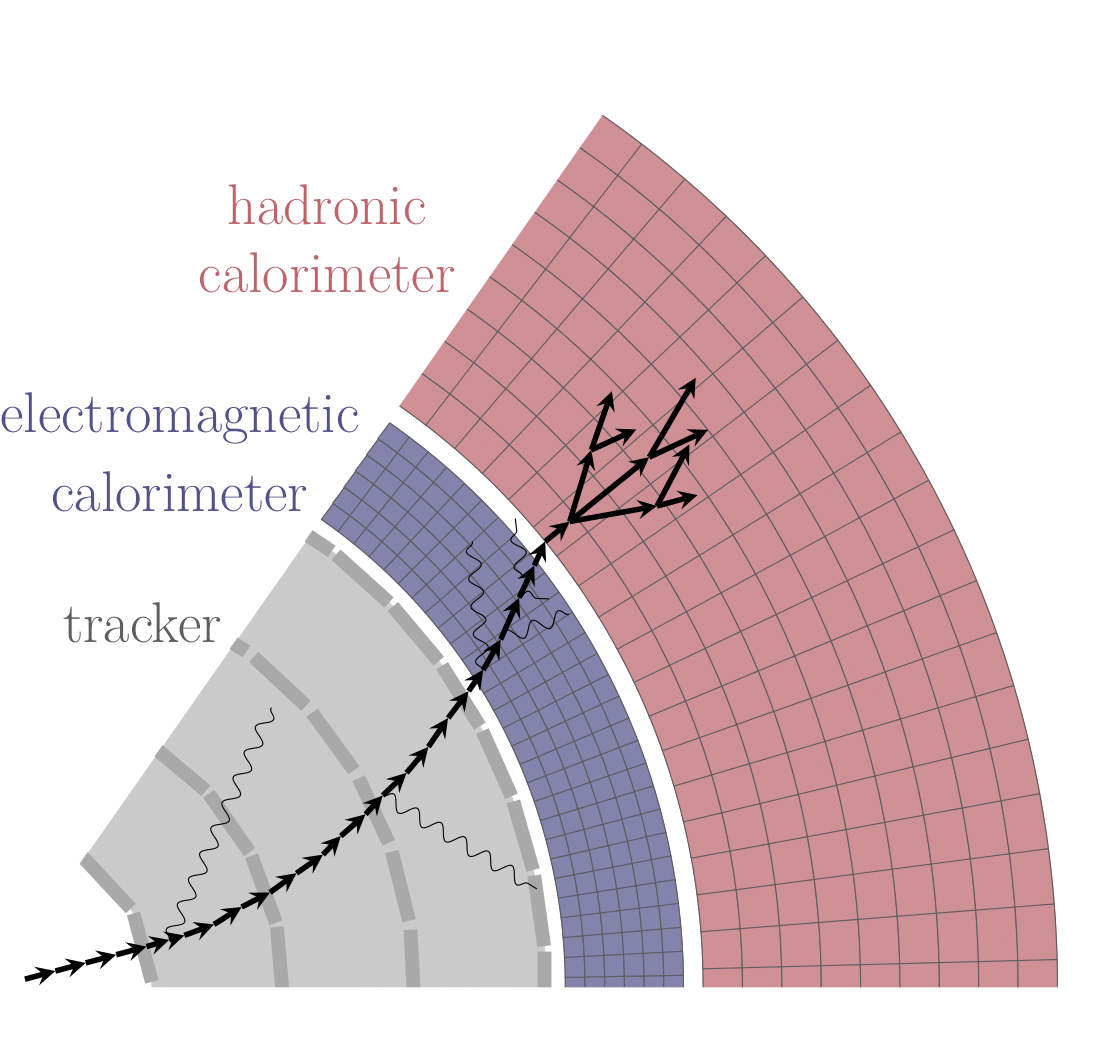 hadronic
calorimeter
electromagnetic
calorimeter
tracker